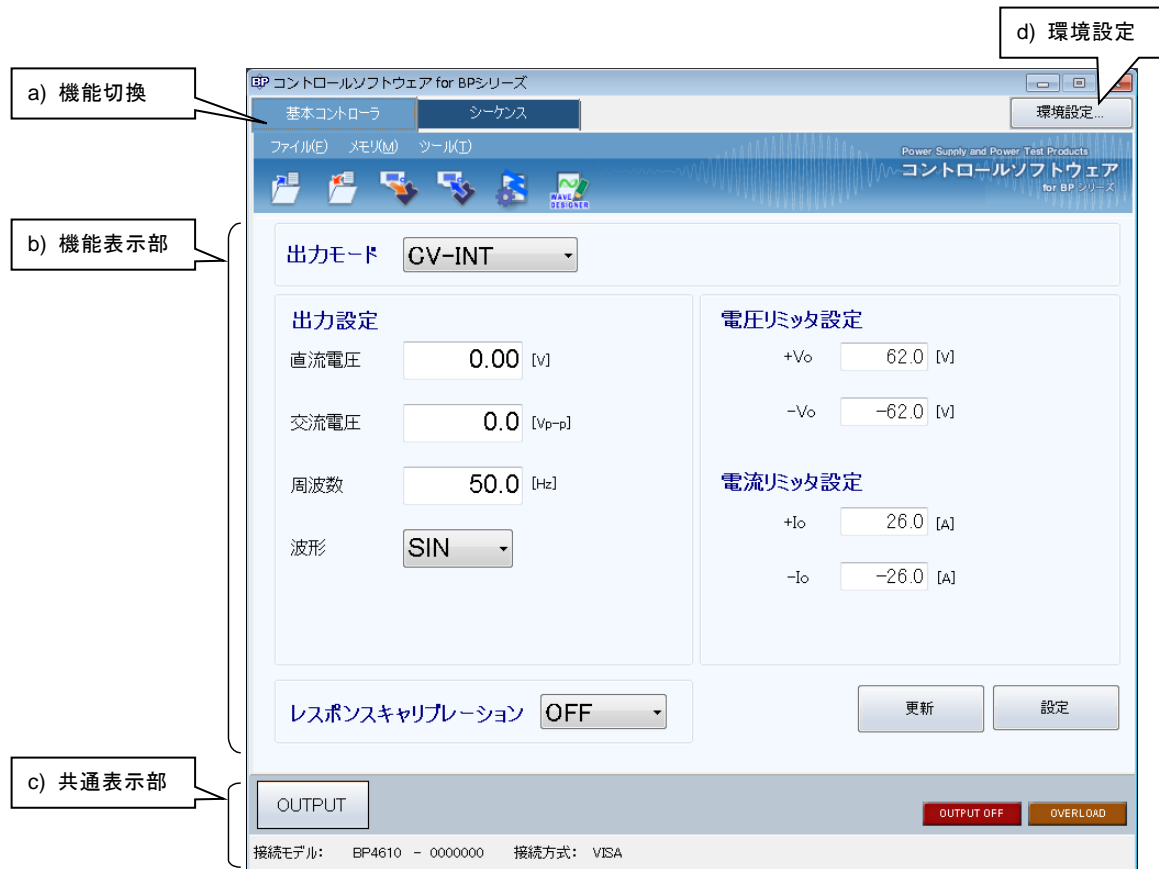 d) 環境設定
a) 機能切換
BP コントロールソフトウェア for BPシリーズ
基本コントローラ シーケンス 環境設定...
ファイル(F) メモリ(M) ツール(T)
Power Supply and Power Test Products
コントロールソフトウェア
for BP シリーズ
WAVE
DESIGNER
b) 機能表示部
出力モード CV-INT
出力設定
直流電圧 0.00 [V]
交流電圧 0.0 [Vp-p]
周波数 50.0 [Hz]
波形 SIN
電圧リミッタ設定
+Vo 62.0 [V]
-Vo -62.0 [V]
電流リミッタ設定
+Io 26.0 [A]
-Io -26.0 [A]
レスポンスキャリブレーション OFF
更新 設定
c) 共通表示部
OUTPUT
OUTPUT OFF OVERLOAD
接続モデル: BP4610 - 0000000 接続方式: VISA